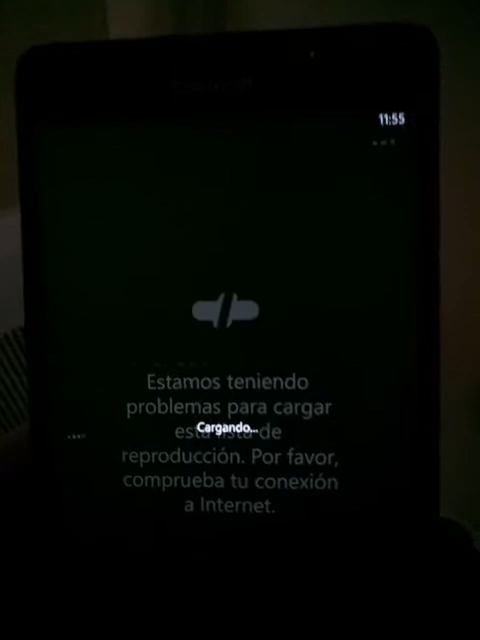 11:55
Estamos teniendo
problemas para cargar
esta lista de
Cargando...
reproducción. Por favor,
comprueba tu conexión
a Internet.